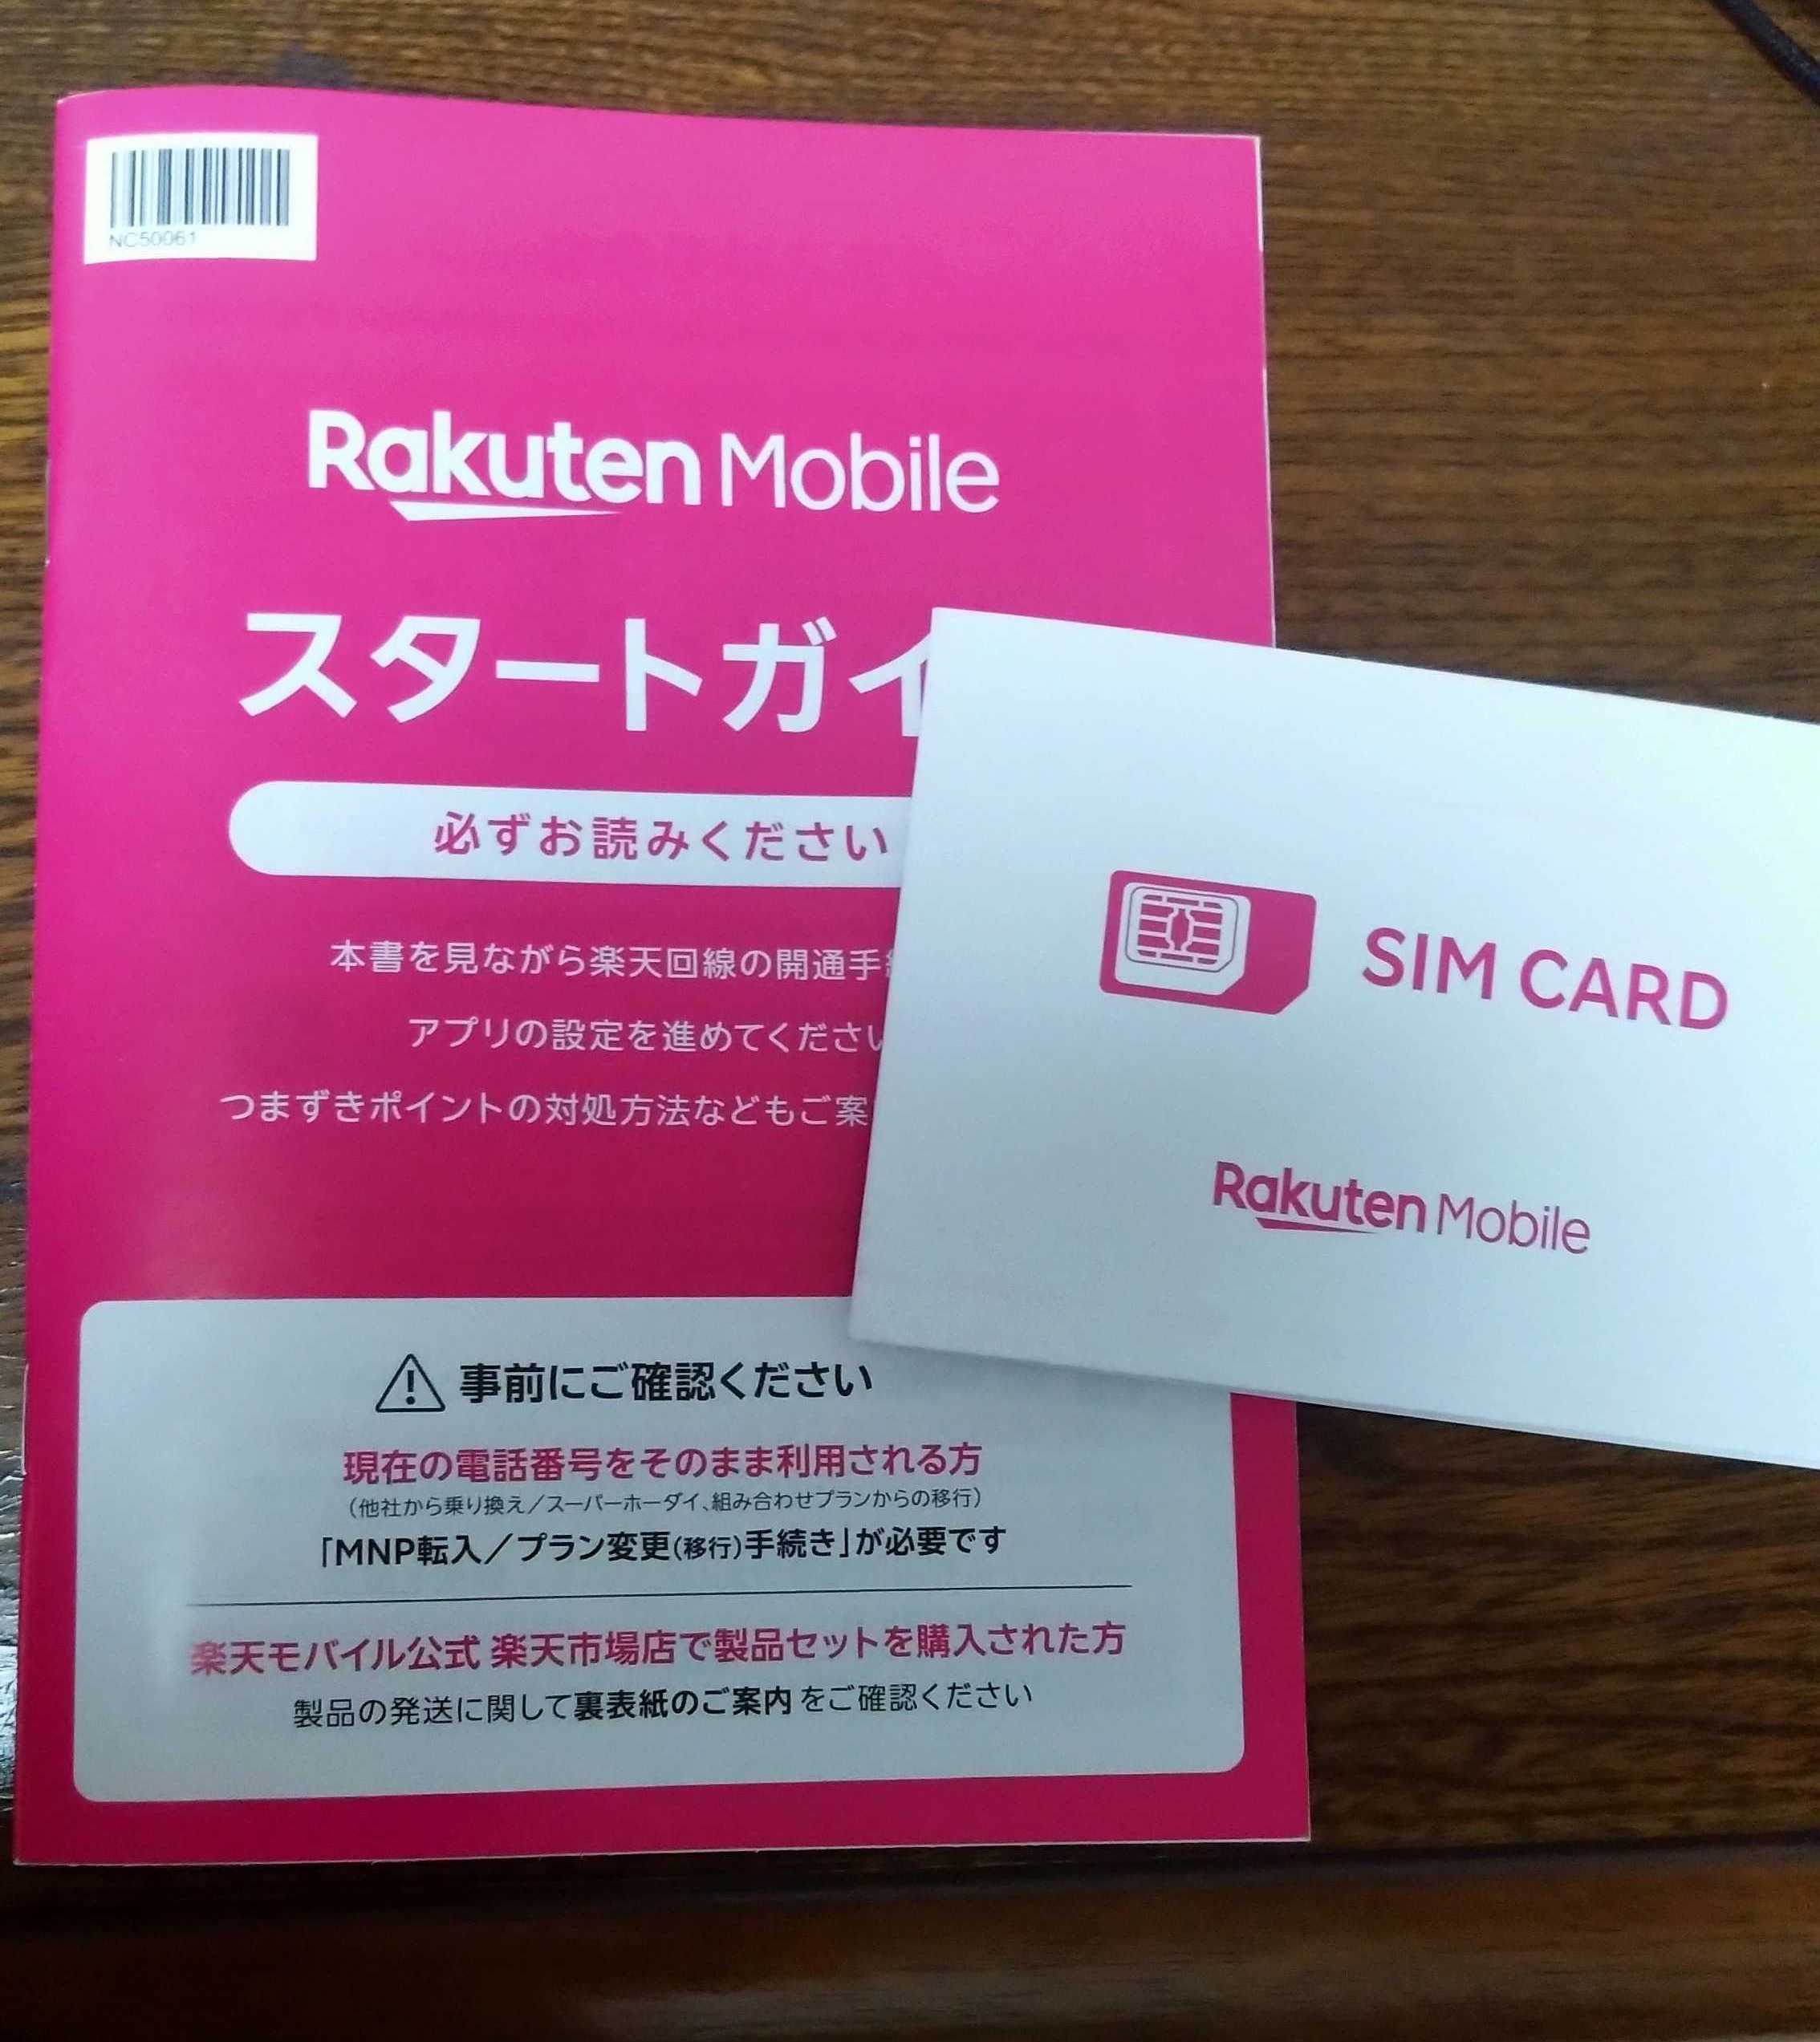 NC50061
Rakuten Mobile
スタートガイ
必ずお読みください
本書を見ながら楽天回線の開通手
アプリの設定を進めてくださ
つまずきポイントの対処方法などもご案
SIM CARD
Rakuten Mobile
事前にご確認ください
現在の電話番号をそのまま利用される方
(他社から乗り換え/スーパーホーダイ、組み合わせプランからの移行)
「MNP転入/プラン変更(移行)手続き」が必要です
楽天モバイル公式 楽天市場店で製品セットを購入された方
製品の発送に関して裏表紙のご案内をご確認ください